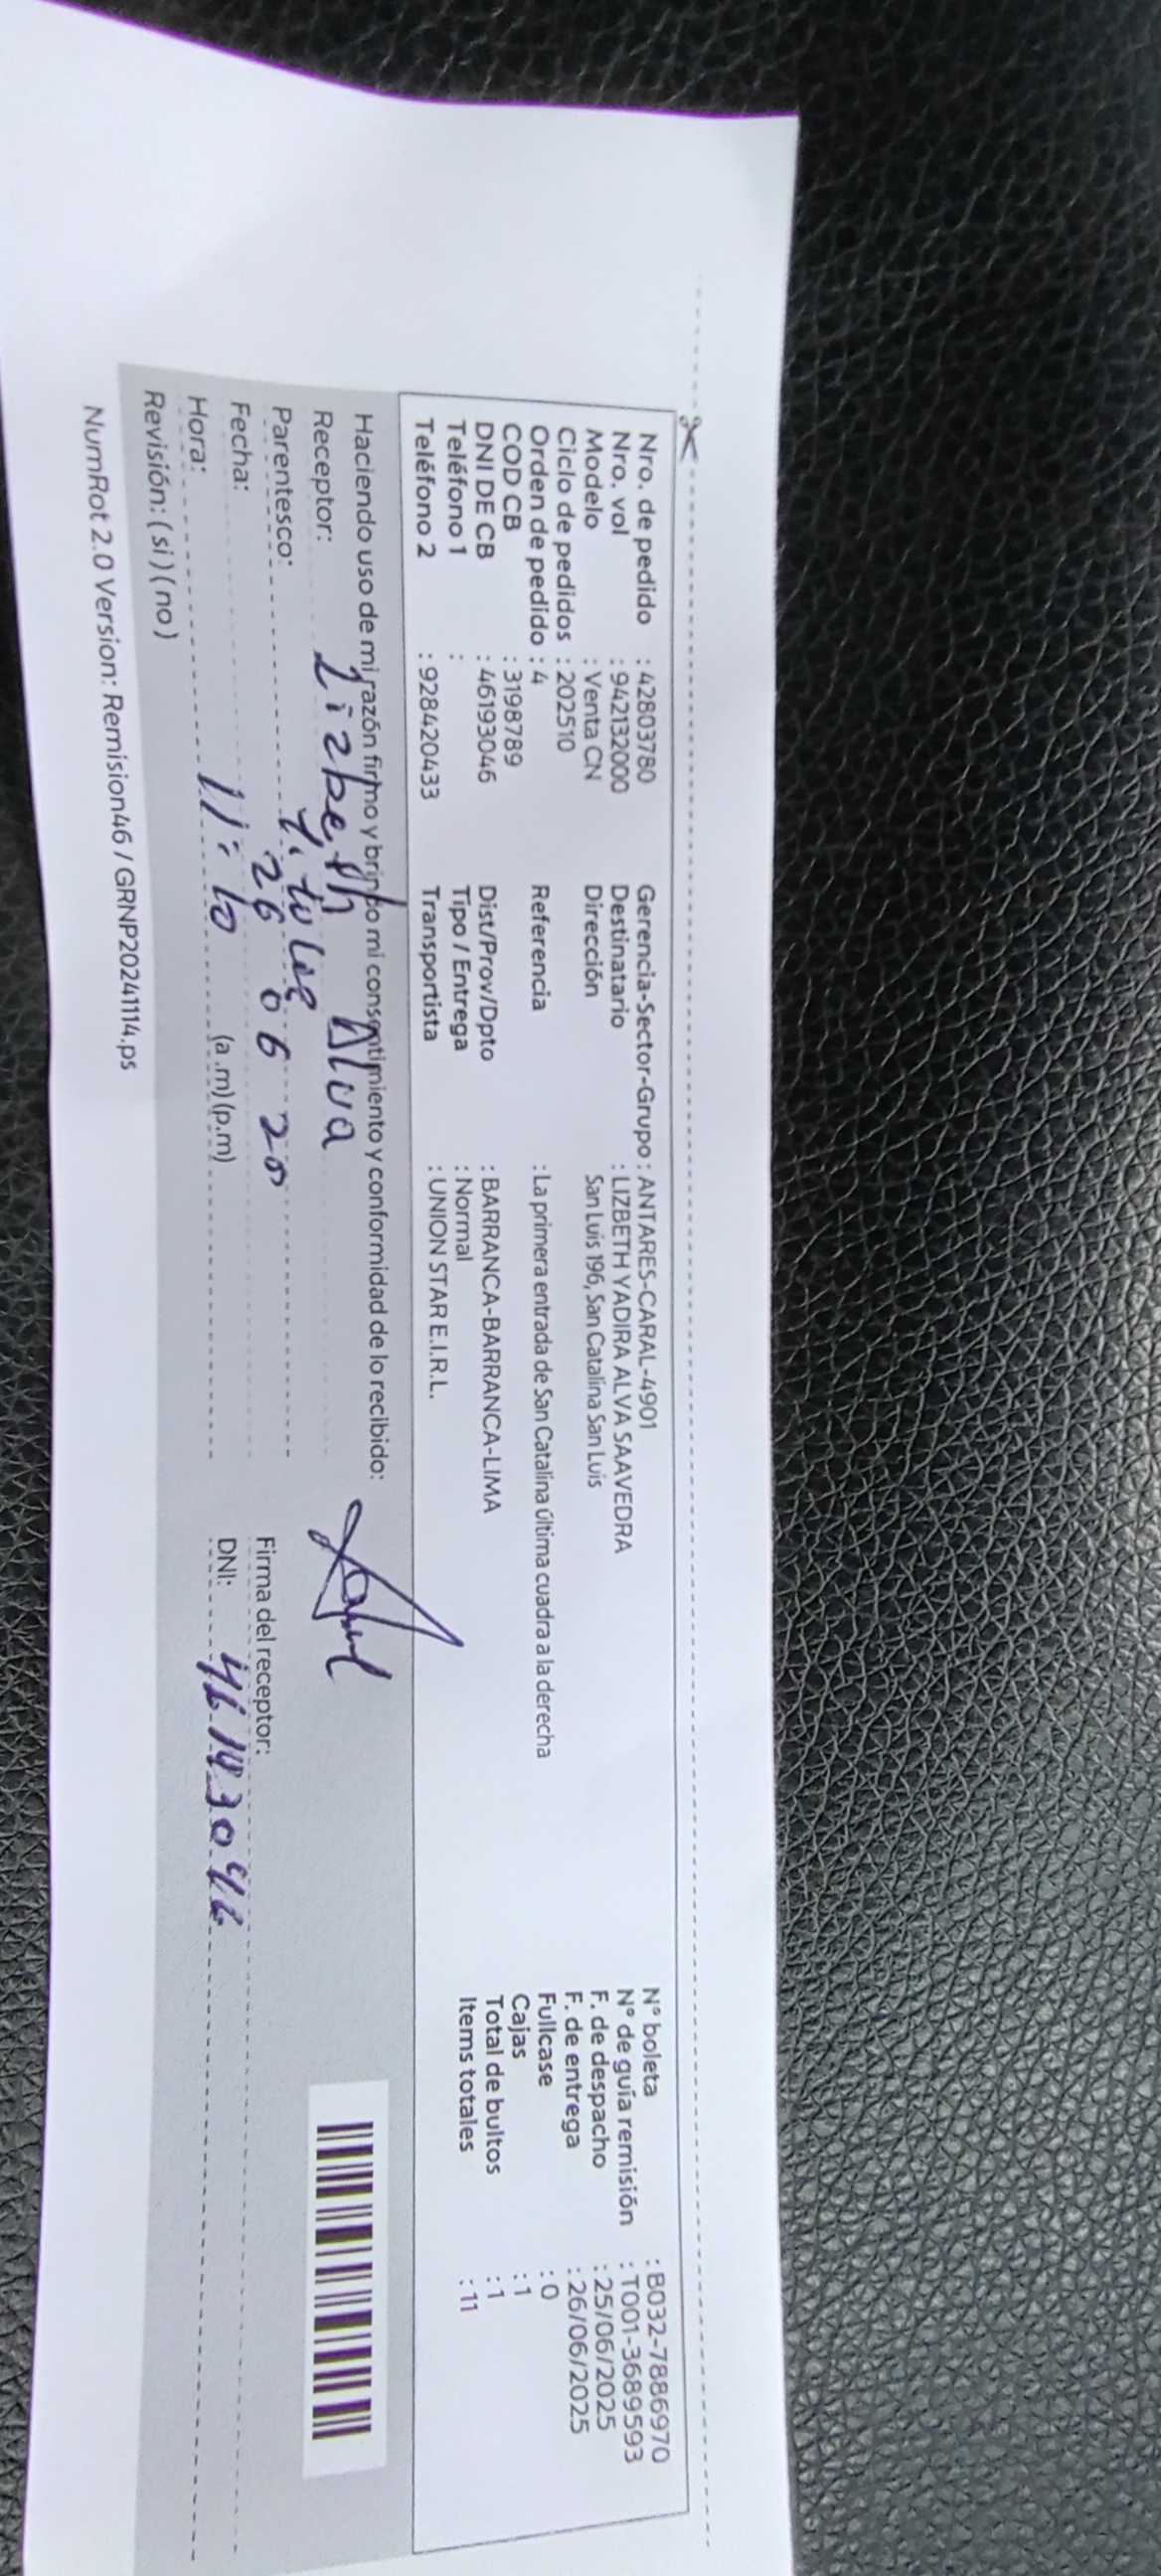 Nro. de pedido : 42803780 Gerencia-Sector-Grupo : ANTARES-CARAL-4901 N° boleta : B032-7886970
Nro. vol : 942132000 Destinatario : LIZBETH YADIRA ALVA SAAVEDRA N° de guía remisión : T001-3689593
Modelo : Venta CN Dirección San Luis 196, San Catalina San Luis F. de despacho : 25/06/2025
Ciclo de pedidos : 202510 F. de entrega : 26/06/2025
Orden de pedido : 4 Referencia : La primera entrada de San Catalina última cuadra a la derecha Fullcase : 0
COD CB : 3198789 Cajas : 1
DNI DE CB : 46193046 Dist/Prov/Dpto : BARRANCA-BARRANCA-LIMA Total de bultos : 1
Teléfono 1 : Tipo / Entrega : Normal Items totales : 11
Teléfono 2 : 928420433 Transportista : UNION STAR E.I.R.L.
Haciendo uso de mi razón firmo y brindo mi consentimiento y conformidad de lo recibido:
Receptor: Lizbeth Alva
Parentesco: titular
Fecha: 26 06 25 Firma del receptor:
Hora: 11:10 (a.m) (p.m) DNI: 46193046
Revisión: ( si ) ( no )
NumRot 2.0 Version: Remision46 / GRNP20241114.ps